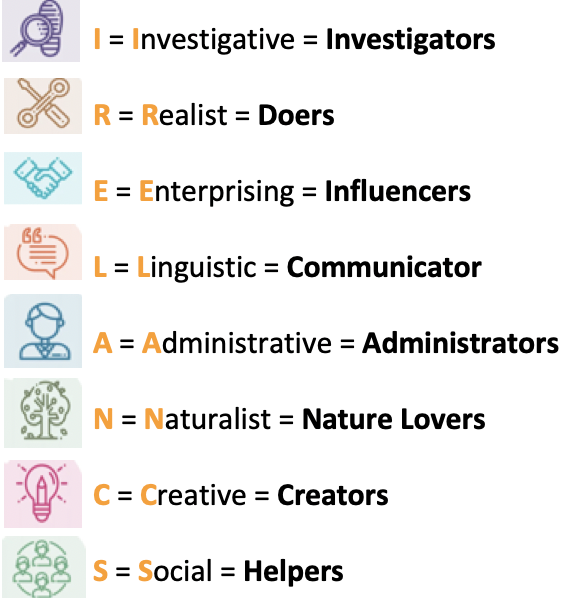 I = Investigative = Investigators
R = Realist = Doers
E = Enterprising = Influencers
L = Linguistic = Communicator
A = Administrative = Administrators
N = Naturalist = Nature Lovers
C = Creative = Creators
S = Social = Helpers